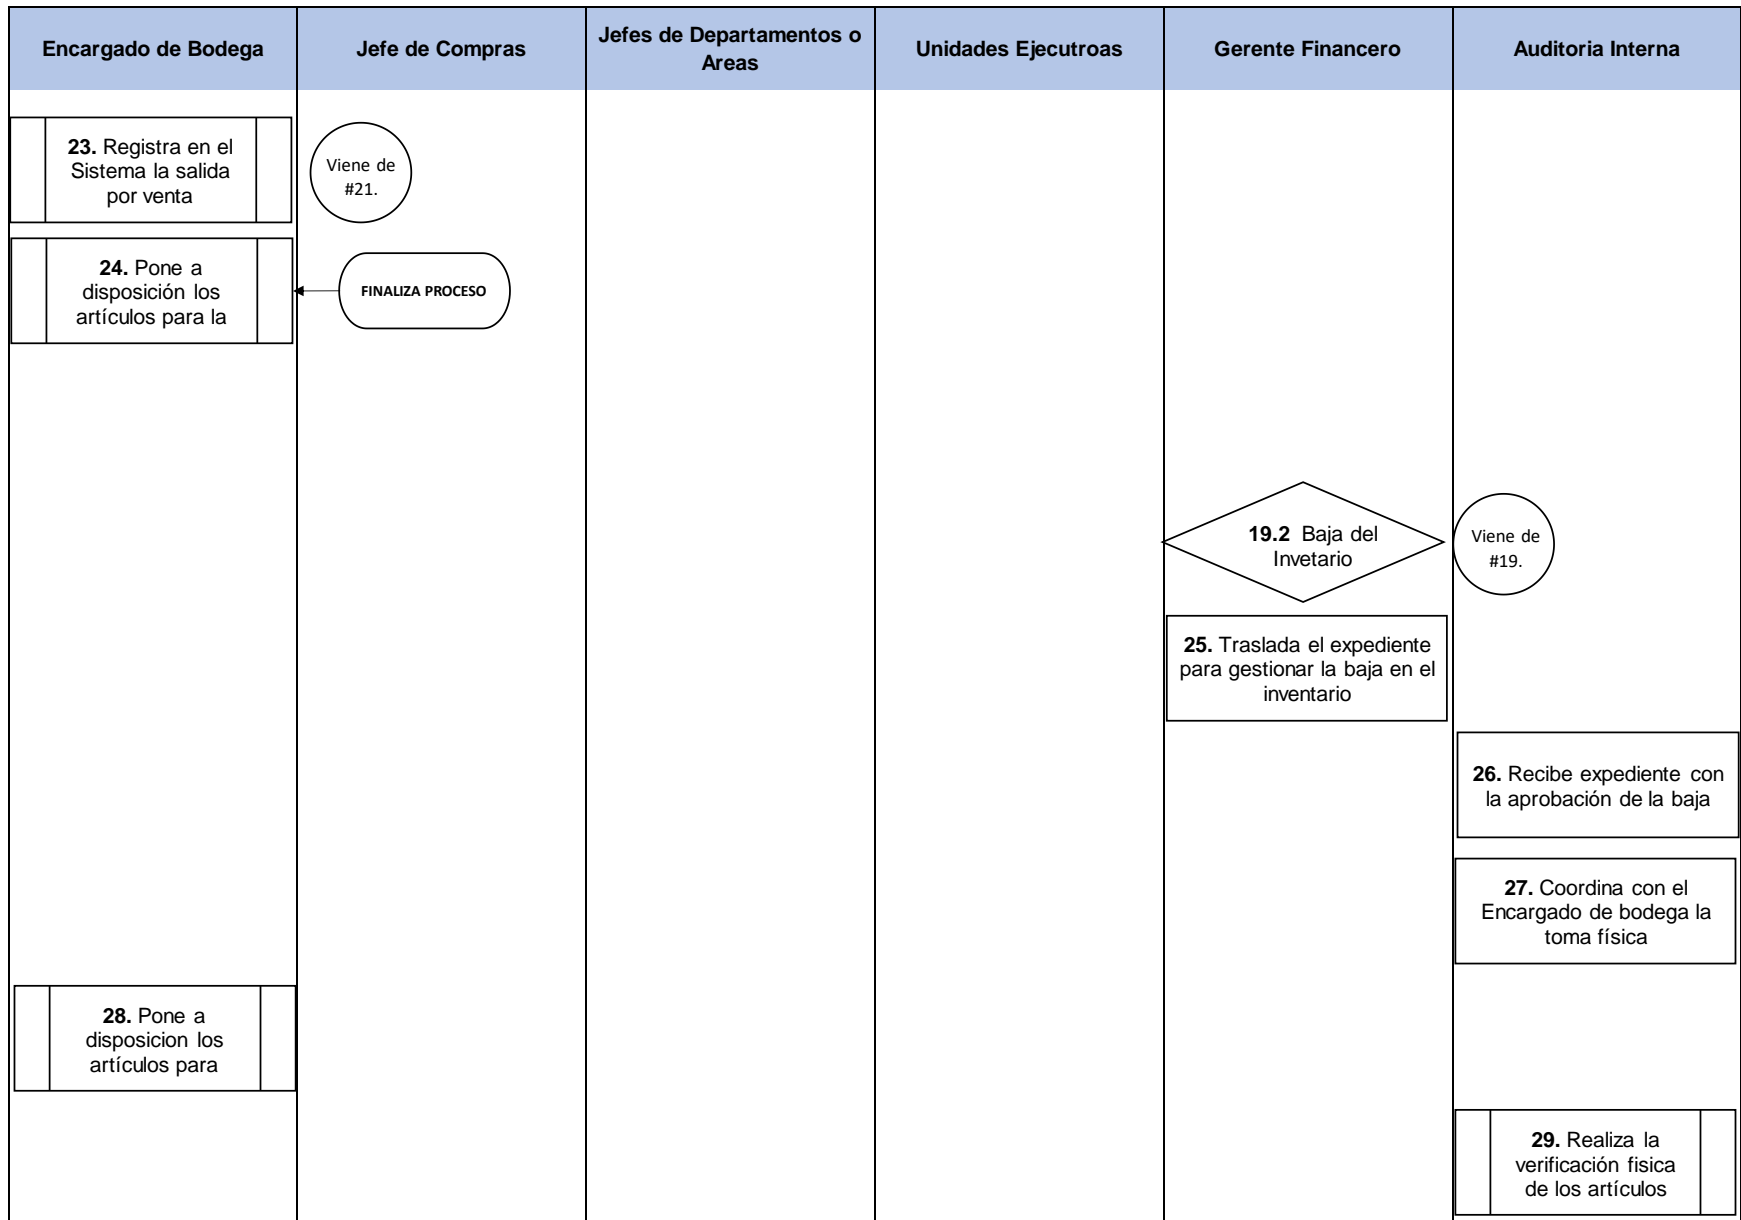 Encargado de Bodega
Jefe de Compras
Jefes de Departamentos o
Areas
Unidades Ejecutroas
Gerente Financero
Auditoria Interna
23. Registra en el
Sistema la salida
por venta
Viene de
#21.
24. Pone a
disposición los
artículos para la
FINALIZA PROCESO
19.2 Baja del
Invetario
Viene de
#19.
25. Traslada el expediente
para gestionar la baja en el
inventario
26. Recibe expediente con
la aprobación de la baja
27. Coordina con el
Encargado de bodega la
toma física
28. Pone a
disposicion los
artículos para
29. Realiza la
verificación fisica
de los artículos